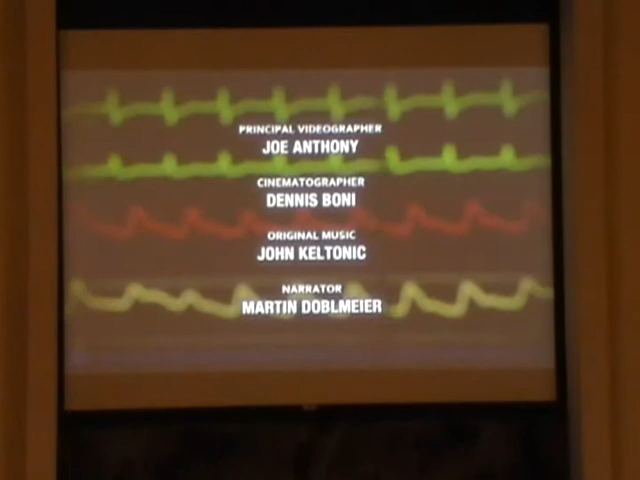 PRINCIPAL VIDEOGRAPHER
JOE ANTHONY
CINEMATOGRAPHER
DENNIS BONI
ORIGINAL MUSIC
JOHN KELTONIC
NARRATOR
MARTIN DOBLMEIER